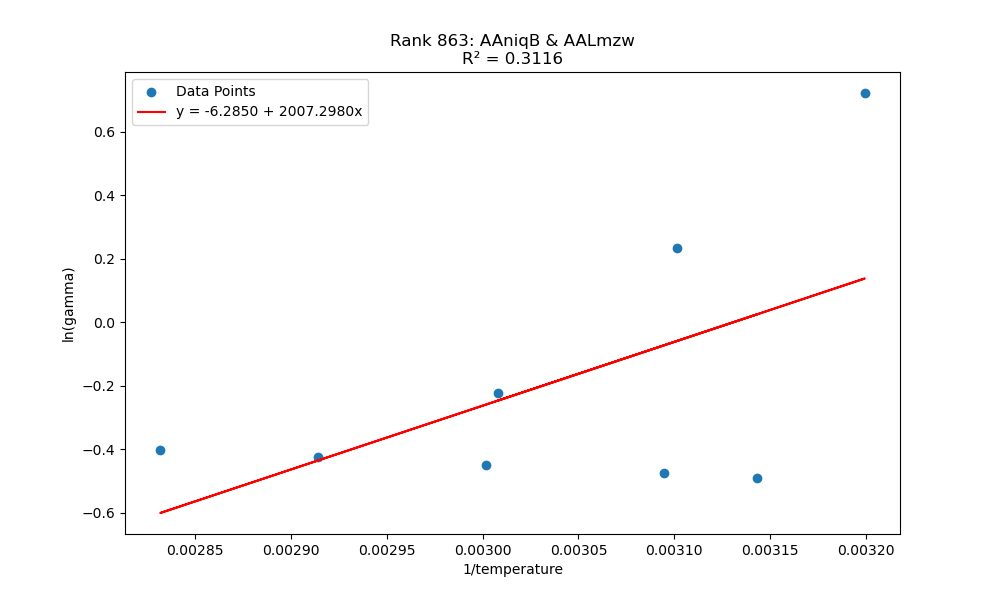 Rank 863: AAniqB & AALmzw
R² = 0.3116
Data Points
y = -6.2850 + 2007.2980x
0.6
0.4
0.2
0.0
−0.2
−0.4
−0.6
ln(gamma)
0.00285
0.00290
0.00295
0.00300
0.00305
0.00310
0.00315
0.00320
1/temperature